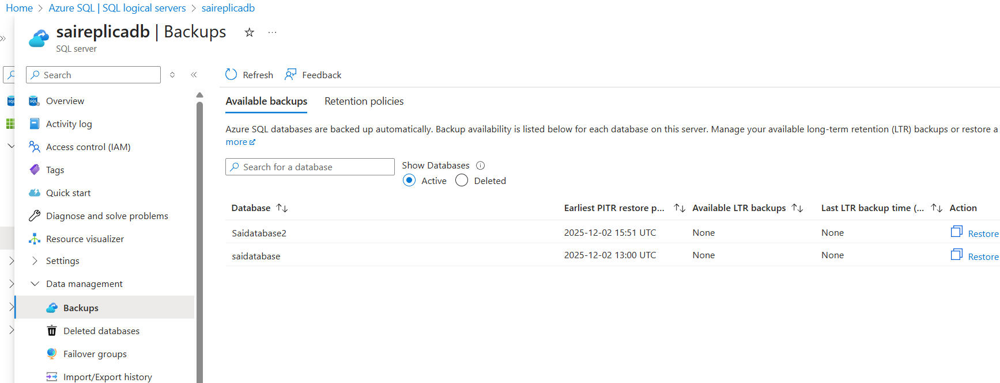 Home > Azure SQL | SQL logical servers > saireplicadb
saireplicadb | Backups
SQL server
Search
Overview
Activity log
Access control (IAM)
Tags
Quick start
Diagnose and solve problems
Resource visualizer
Settings
Data management
Backups
Deleted databases
Failover groups
Import/Export history
Refresh Feedback
Available backups Retention policies
Azure SQL databases are backed up automatically. Backup availability is listed below for each database on this server. Manage your available long-term retention (LTR) backups or restore a
more
Search for a database
Show Databases
Active Deleted
Database Earliest PITR restore p... Available LTR backups Last LTR backup time (... Action
Saidatabase2 2025-12-02 15:51 UTC None None Restore
saidatabase 2025-12-02 13:00 UTC None None Restore